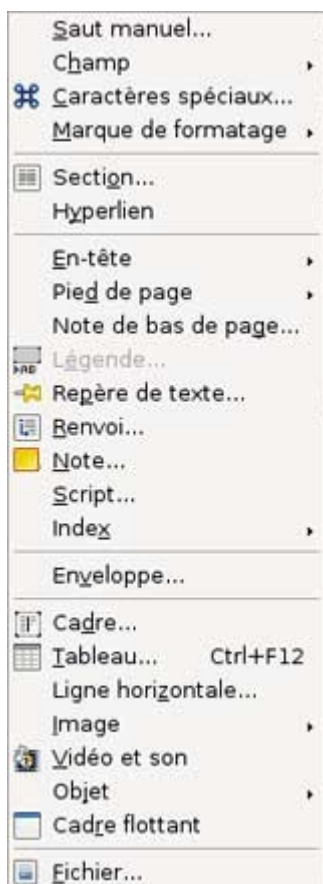 Saut manuel...
Champ
Caractères spéciaux...
Marque de formatage
Section...
Hyperlien
En-tête
Pied de page
Note de bas de page...
Légende...
Repère de texte...
Renvoi...
Note...
Script...
Index
Enveloppe...
Cadre...
Tableau... Ctrl+F12
Ligne horizontale...
Image
Vidéo et son
Objet
Cadre flottant
Fichier...